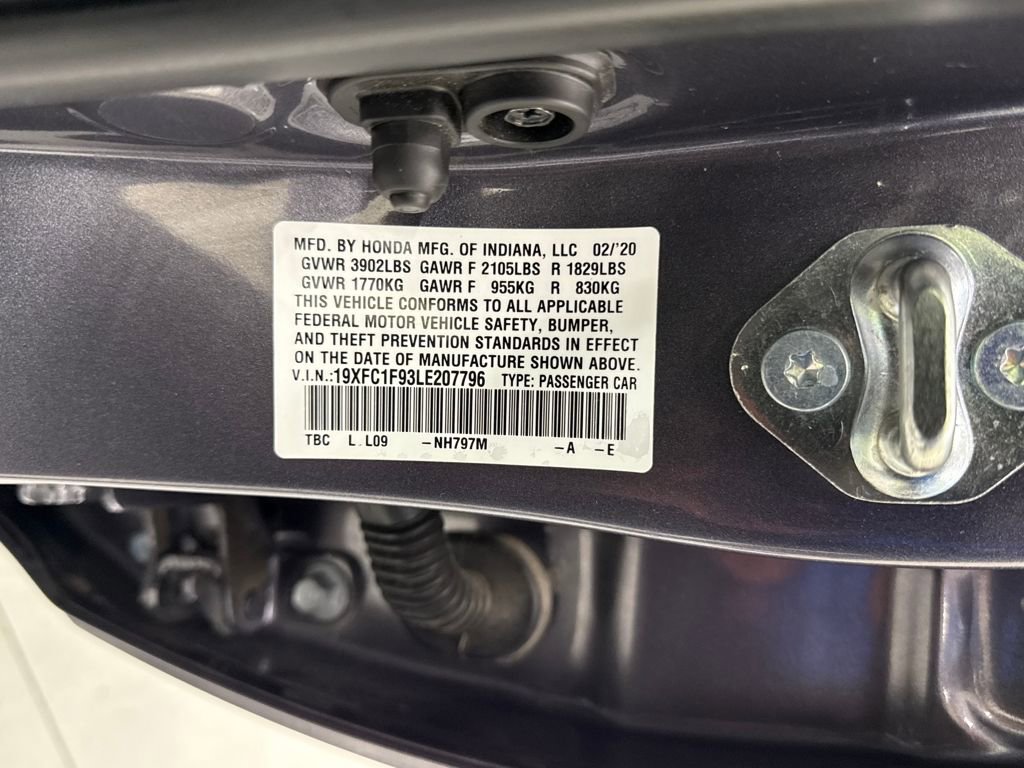 MFD. BY HONDA MFG. OF INDIANA, LLC 02/'20
GVWR 3902LBS GAWR F 2105LBS R 1829LBS
GVWR 1770KG GAWR F 955KG R 830KG
THIS VEHICLE CONFORMS TO ALL APPLICABLE
FEDERAL MOTOR VEHICLE SAFETY, BUMPER,
AND THEFT PREVENTION STANDARDS IN EFFECT
ON THE DATE OF MANUFACTURE SHOWN ABOVE.
V.I.N.:19XFC1F93LE207796 TYPE: PASSENGER CAR
TBC L.L09 -NH797M -A -E